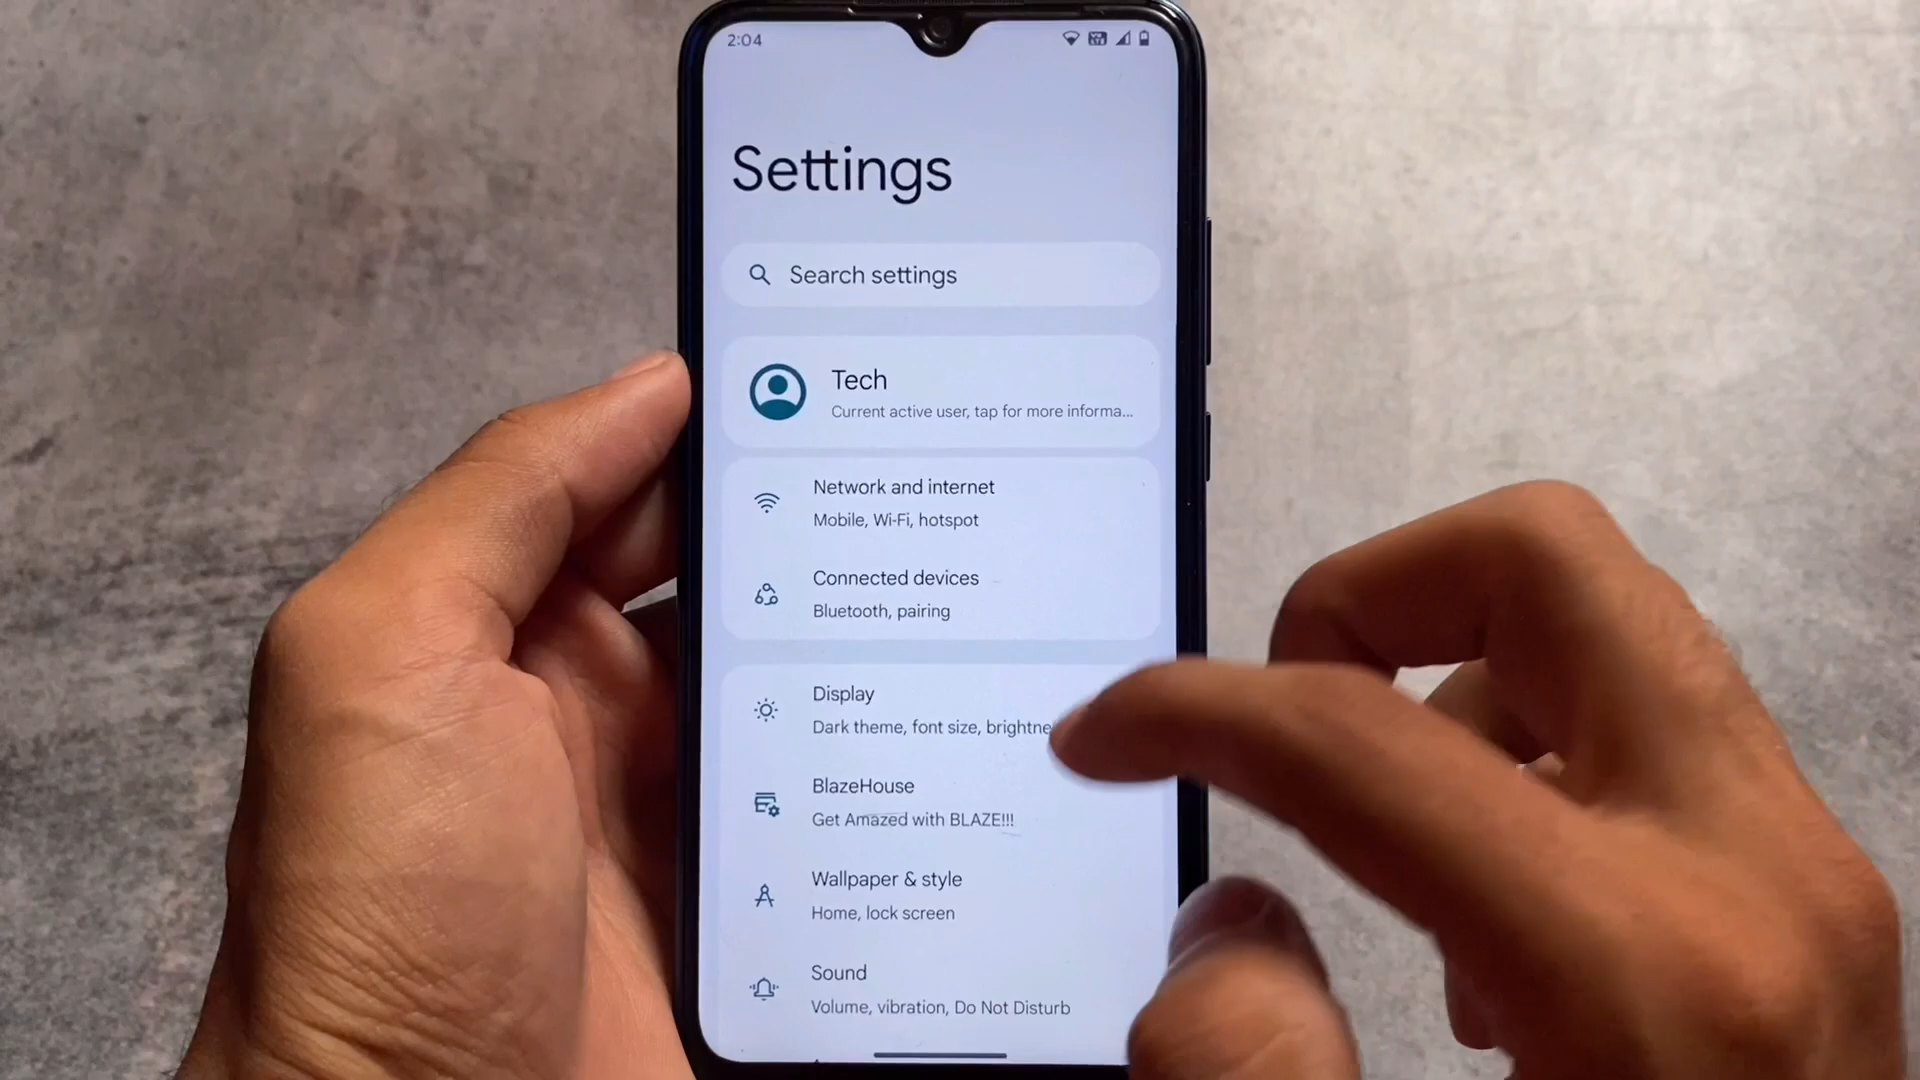 2:04
Settings
Search settings
Tech
Current active user, tap for more informa...
Network and internet
Mobile, Wi-Fi, hotspot
Connected devices
Bluetooth, pairing
Display
Dark theme, font size, brightne
BlazeHouse
Get Amazed with BLAZE!!!
Wallpaper & style
Home, lock screen
Sound
Volume, vibration, Do Not Disturb